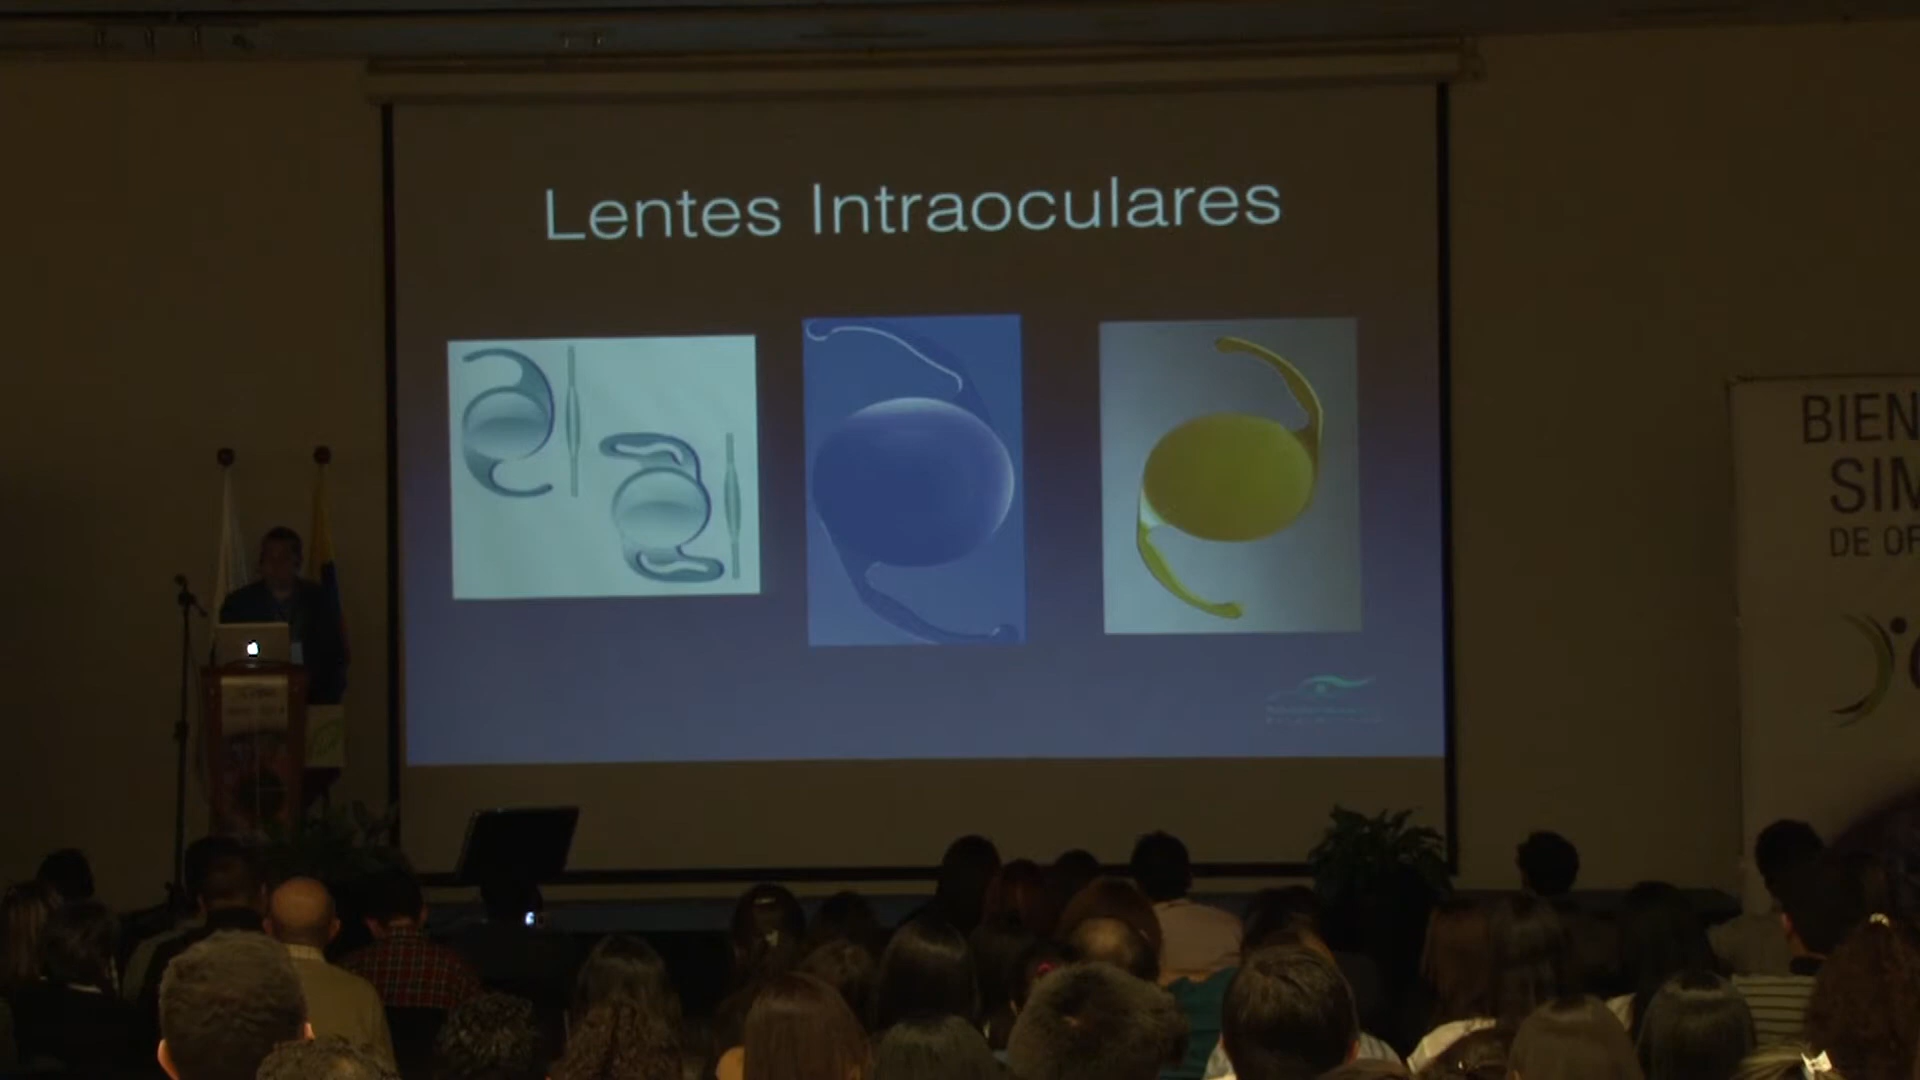 Lentes Intraoculares
BIEN
SIM
DE OF